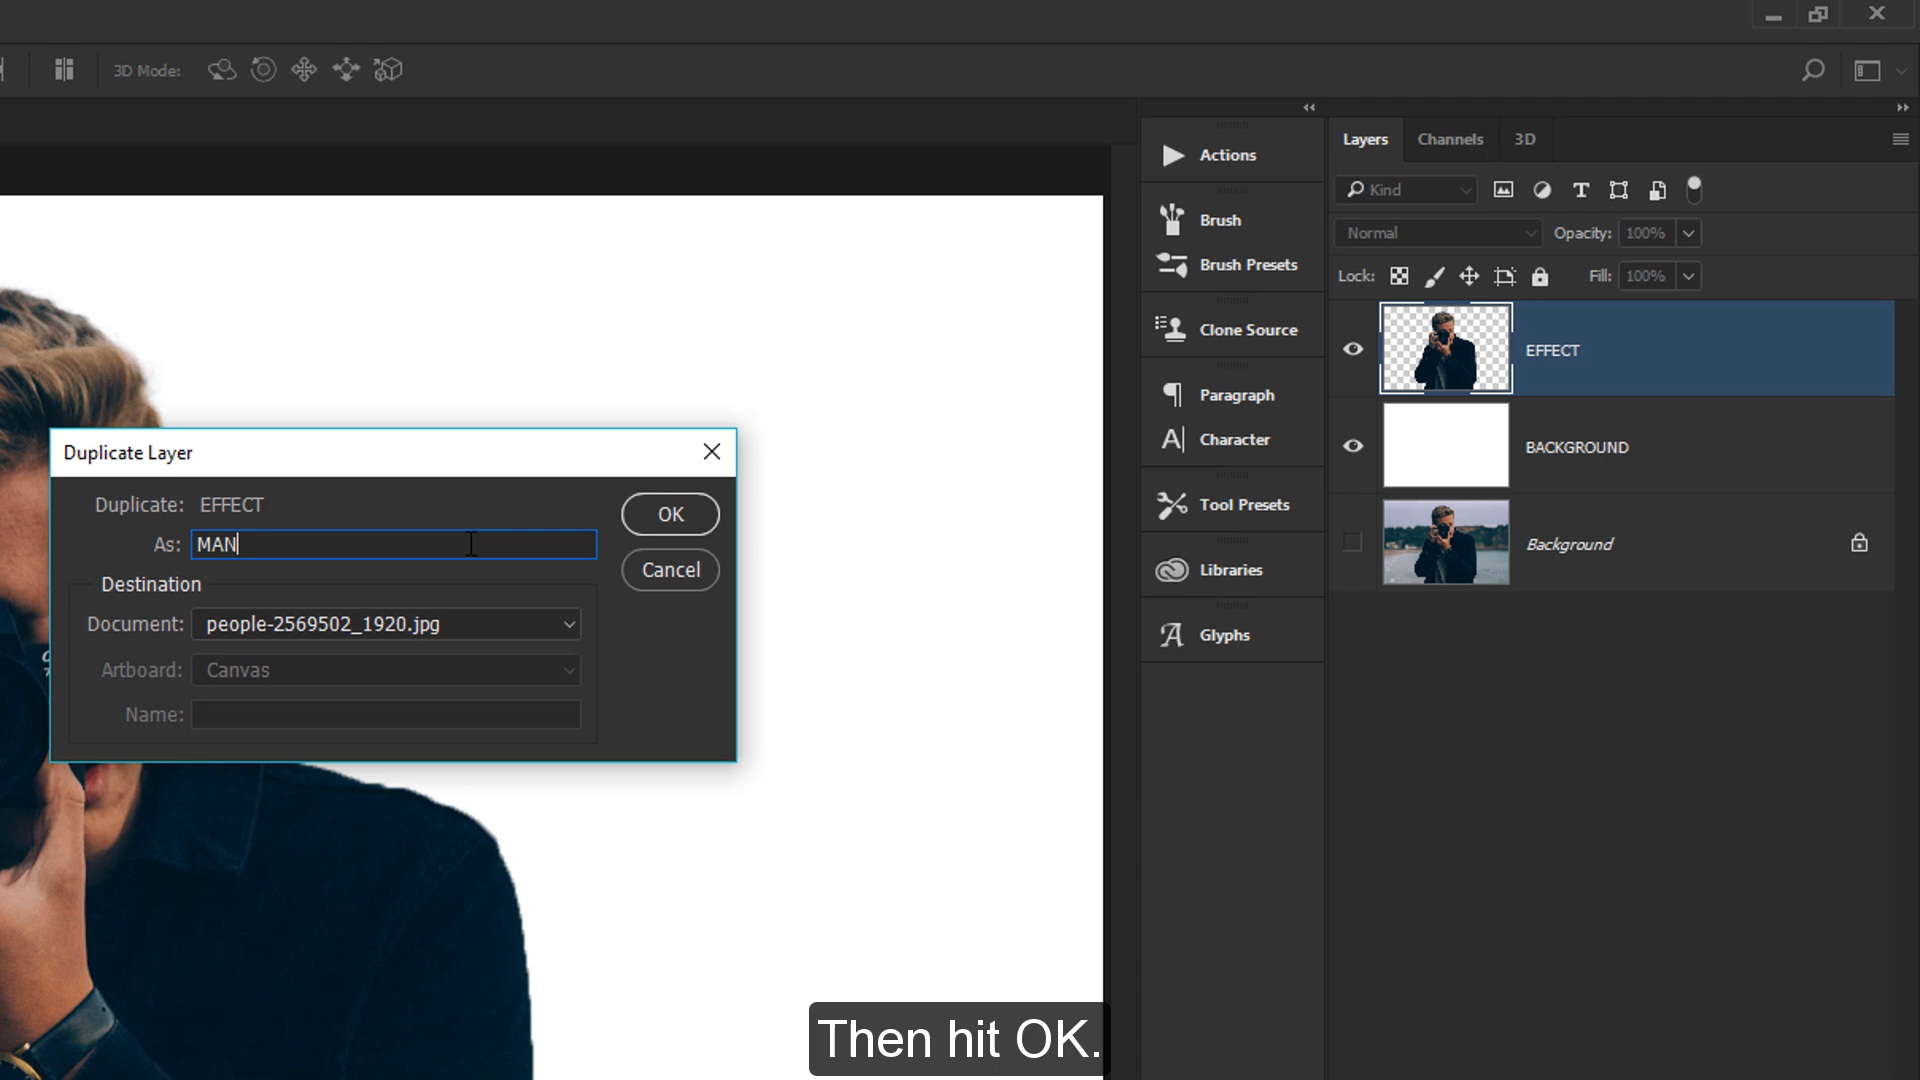 3D Mode:
Actions
Brush
Brush Presets
Clone Source
Paragraph
Character
Tool Presets
Libraries
Glyphs
Layers Channels 3D
Kind
Normal Opacity: 100%
Lock: Fill: 100%
EFFECT
BACKGROUND
Background
Duplicate Layer
Duplicate: EFFECT
As: MAN
OK
Cancel
Destination
Document: people-2569502_1920.jpg
Artboard: Canvas
Name:
Then hit OK.